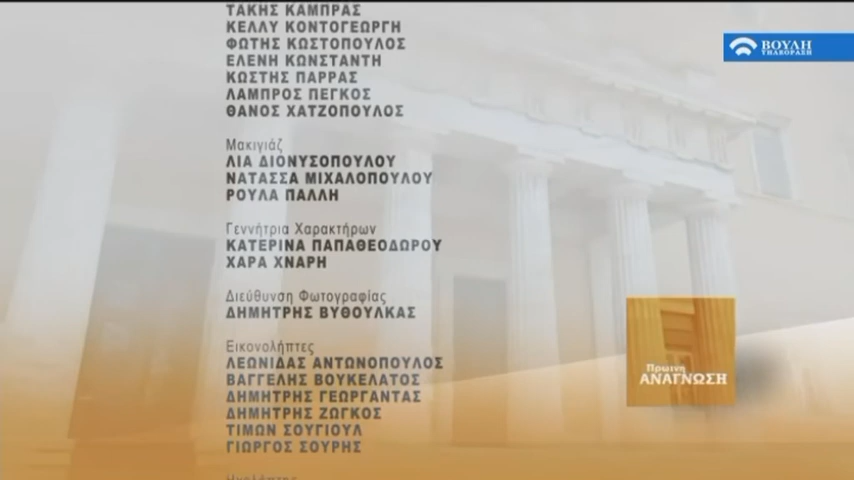 ΤΑΚΗΣ ΚΑΜΠΡΑΣ
ΚΕΛΛΥ ΚΟΝΤΟΓΕΩΡΓΗ
ΦΩΤΗΣ ΚΩΣΤΟΠΟΥΛΟΣ
ΕΛΕΝΗ ΚΩΝΣΤΑΝΤΗ
ΚΩΣΤΗΣ ΠΑΡΡΑΣ
ΛΑΜΠΡΟΣ ΠΕΓΚΟΣ
ΘΑΝΟΣ ΧΑΤΖΟΠΟΥΛΟΣ
Μακιγιάζ
ΛΙΑ ΔΙΟΝΥΣΟΠΟΥΛΟΥ
ΝΑΤΑΣΣΑ ΜΙΧΑΛΟΠΟΥΛΟΥ
ΡΟΥΛΑ ΠΑΛΛΗ
Γεννήτρια Χαρακτήρων
ΚΑΤΕΡΙΝΑ ΠΑΠΑΘΕΟΔΩΡΟΥ
ΧΑΡΑ ΧΝΑΡΗ
Διεύθυνση Φωτογραφίας
ΔΗΜΗΤΡΗΣ ΒΥΘΟΥΛΚΑΣ
Εικονολήπτες
ΛΕΩΝΙΔΑΣ ΑΝΤΩΝΟΠΟΥΛΟΣ
ΒΑΓΓΕΛΗΣ ΒΟΥΚΕΛΑΤΟΣ
ΔΗΜΗΤΡΗΣ ΓΕΩΡΓΑΝΤΑΣ
ΔΗΜΗΤΡΗΣ ΖΩΓΚΟΣ
ΤΙΜΩΝ ΣΟΥΓΙΟΥΛ
ΓΙΩΡΓΟΣ ΣΟΥΡΗΣ
ΒΟΥΛΗ
ΤΗΛΕΟΡΑΣΗ
Πρωινη
ΑΝΑΓΝΩΣΗ